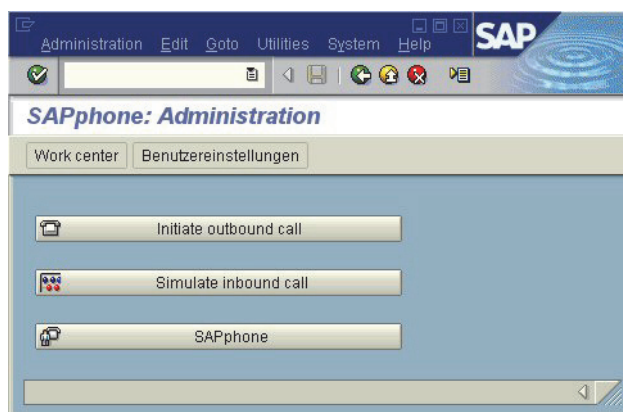 Administration Edit Goto Utilities System Help
SAP
SAPphone: Administration
Work center Benutzereinstellungen
Initiate outbound call
Simulate inbound call
SAPphone